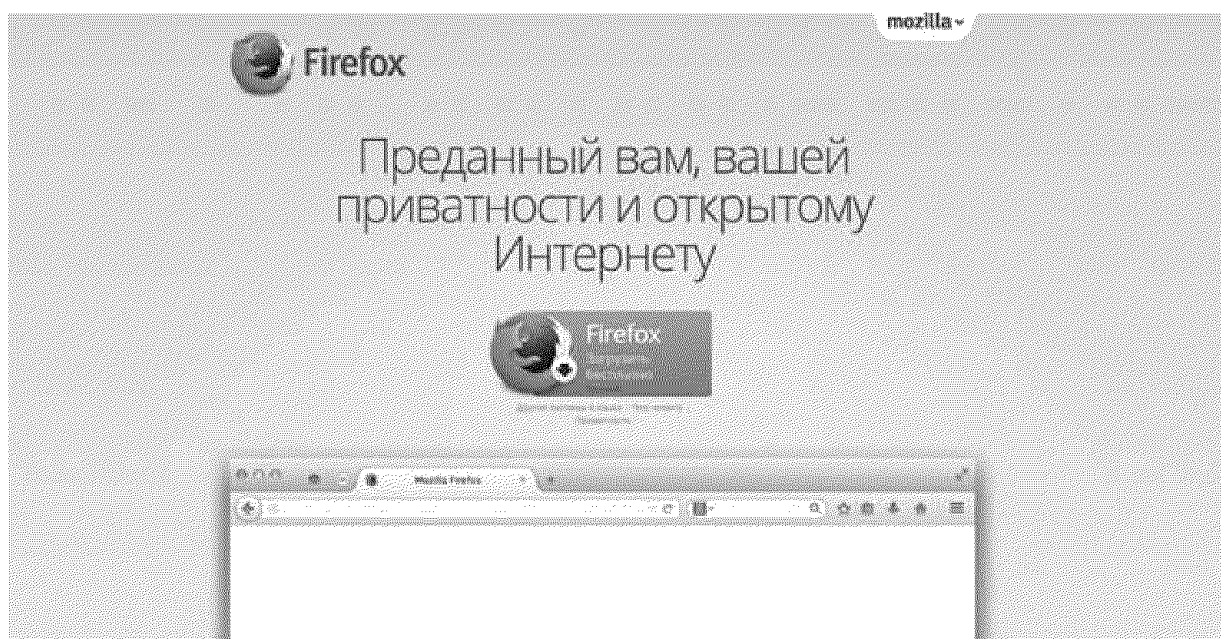 mozilla
Firefox
Преданный вам, вашей
приватности и открытому
Интернету
Firefox
Mozilla Firefox